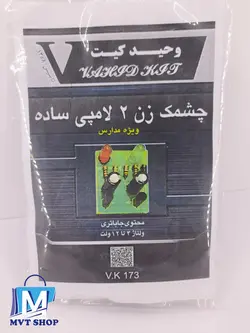 وحید کیت
VAHID KIT
چشمک زن ۲ لامپی ساده
ویژه مدارس
محتوی جاباتری
ولتاژ ۳ تا ۱۲ ولت
V.K 173
MVT SHOP